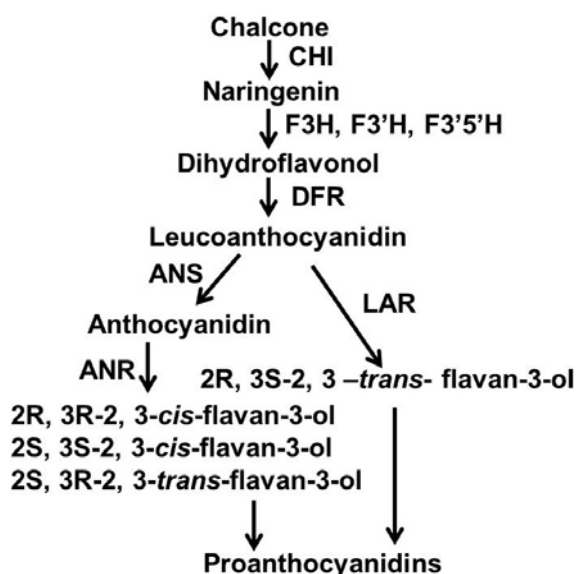 Chalcone
CHI
Naringenin
F3H, F3'H, F3'5'H
Dihydroflavonol
DFR
Leucoanthocyanidin
ANS
LAR
Anthocyanidin
ANR
2R, 3S-2, 3 –trans- flavan-3-ol
2R, 3R-2, 3-cis-flavan-3-ol
2S, 3S-2, 3-cis-flavan-3-ol
2S, 3R-2, 3-trans-flavan-3-ol
Proanthocyanidins